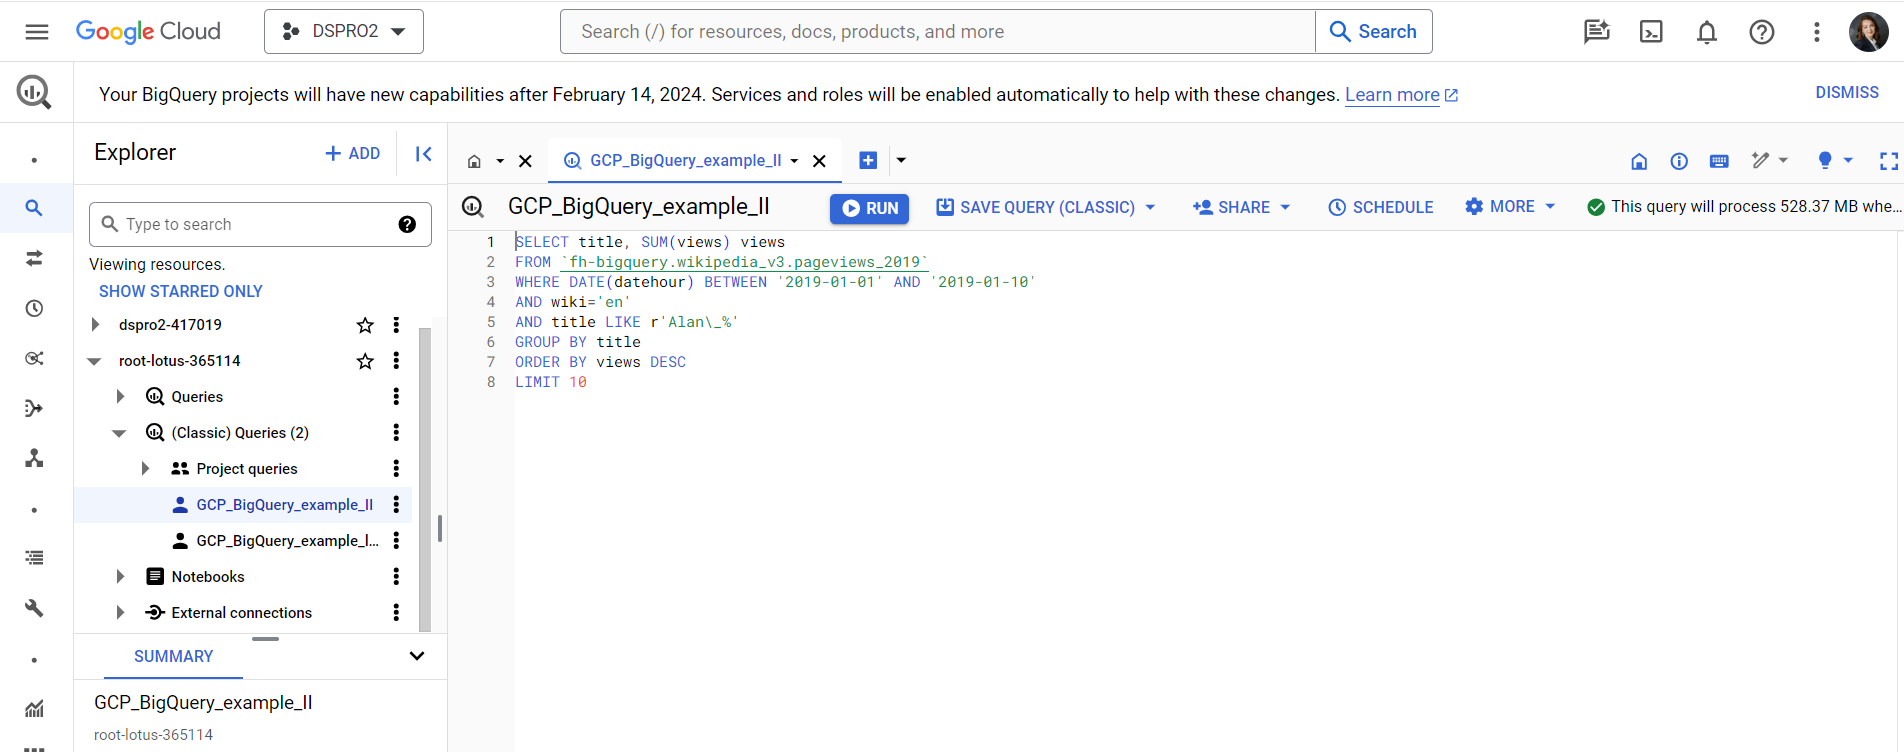 Google Cloud
DSPRO2
Search (/) for resources, docs, products, and more
Search
Your BigQuery projects will have new capabilities after February 14, 2024. Services and roles will be enabled automatically to help with these changes. Learn more
DISMISS
Explorer
+ ADD
Type to search
Viewing resources.
SHOW STARRED ONLY
dspro2-417019
root-lotus-365114
Queries
(Classic) Queries (2)
Project queries
GCP_BigQuery_example_II
GCP_BigQuery_example_I...
Notebooks
External connections
SUMMARY
GCP_BigQuery_example_II
root-lotus-365114
GCP_BigQuery_example_II
GCP_BigQuery_example_II
RUN
SAVE QUERY (CLASSIC)
SHARE
SCHEDULE
MORE
This query will process 528.37 MB whe...
1 SELECT title, SUM(views) views
2 FROM `fh-bigquery.wikipedia_v3.pageviews_2019`
3 WHERE DATE(datehour) BETWEEN '2019-01-01' AND '2019-01-10'
4 AND wiki='en'
5 AND title LIKE r'Alan\_%'
6 GROUP BY title
7 ORDER BY views DESC
8 LIMIT 10